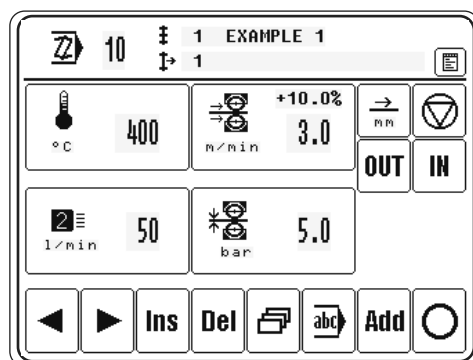 10 1 EXAMPLE 1
1
°C 400
+10.0%
m/min 3.0
mm
OUT IN
2 l/min 50
bar 5.0
Ins Del abc Add